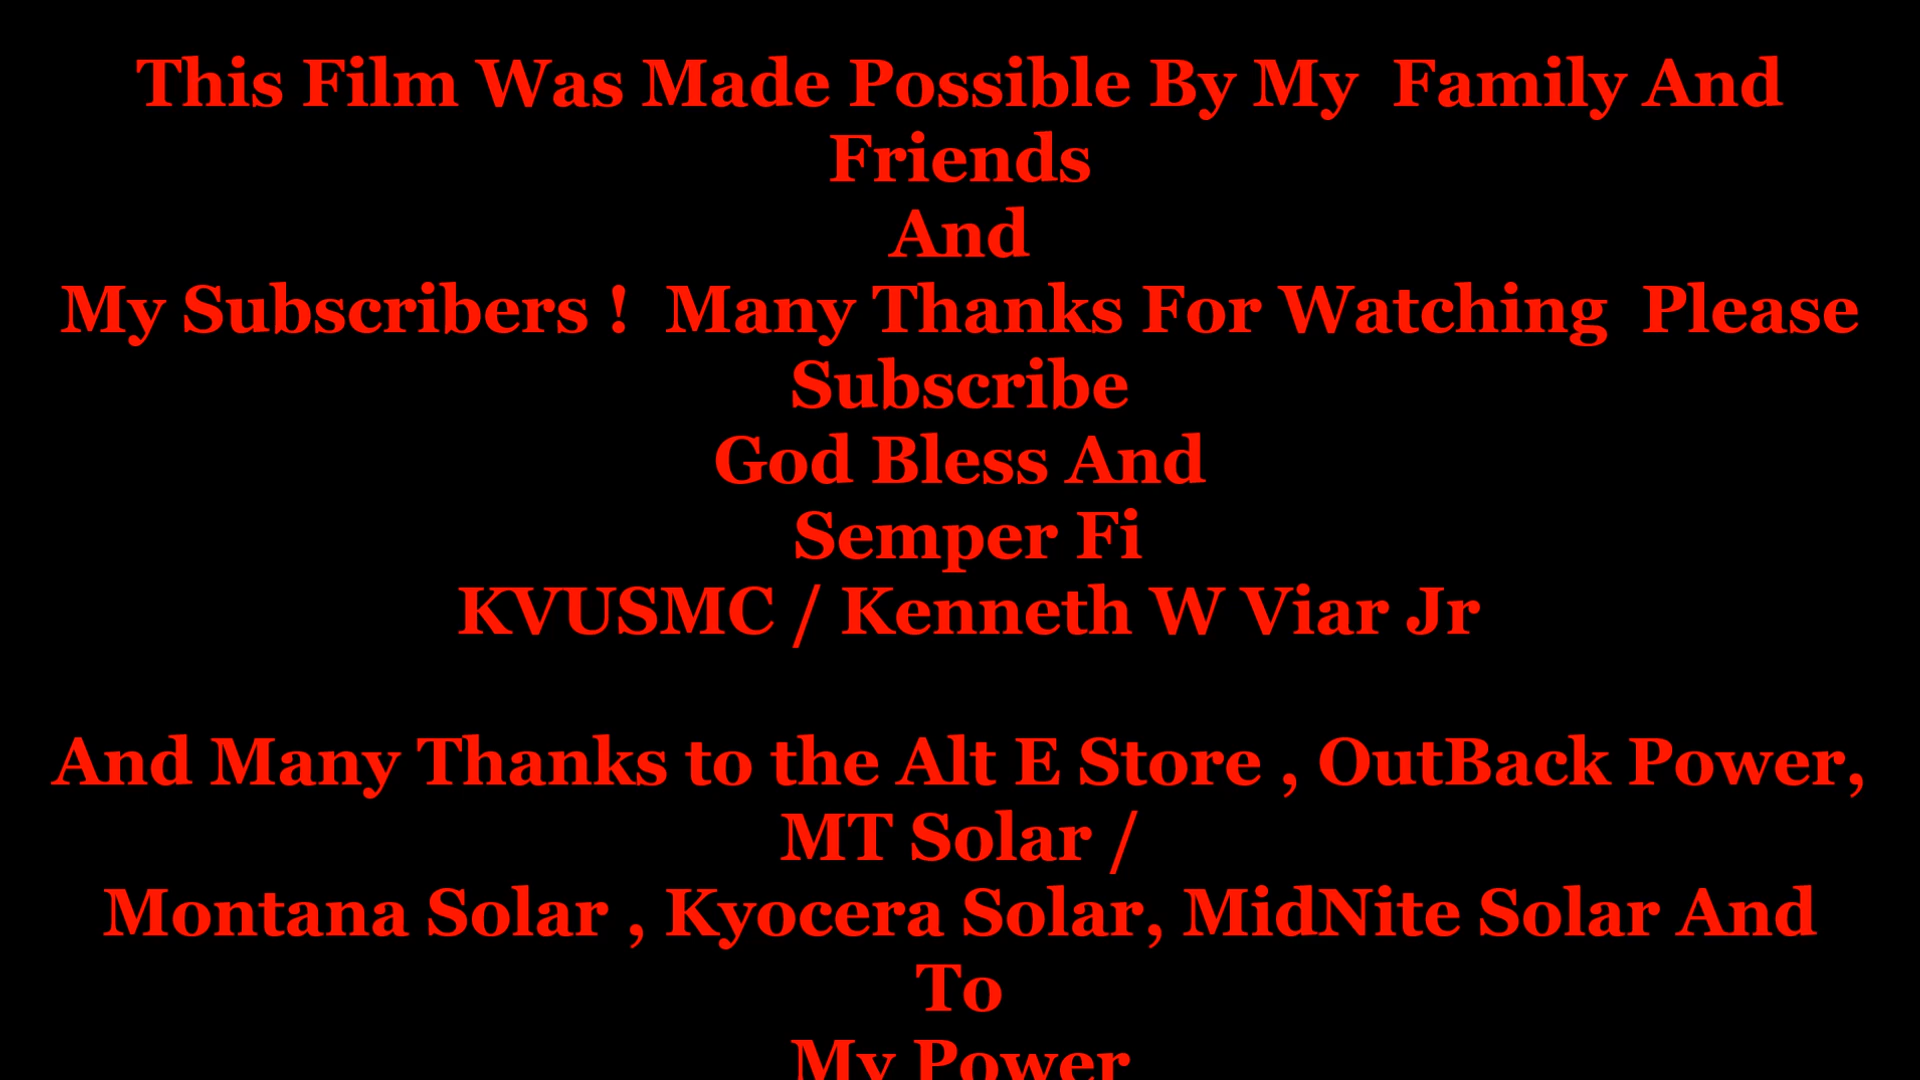 This Film Was Made Possible By My  Family And
Friends
And
My Subscribers !  Many Thanks For Watching  Please
Subscribe
God Bless And
Semper Fi
KVUSMC / Kenneth W Viar Jr
And Many Thanks to the Alt E Store , OutBack Power,
MT Solar /
Montana Solar , Kyocera Solar, MidNite Solar And
To
My Power